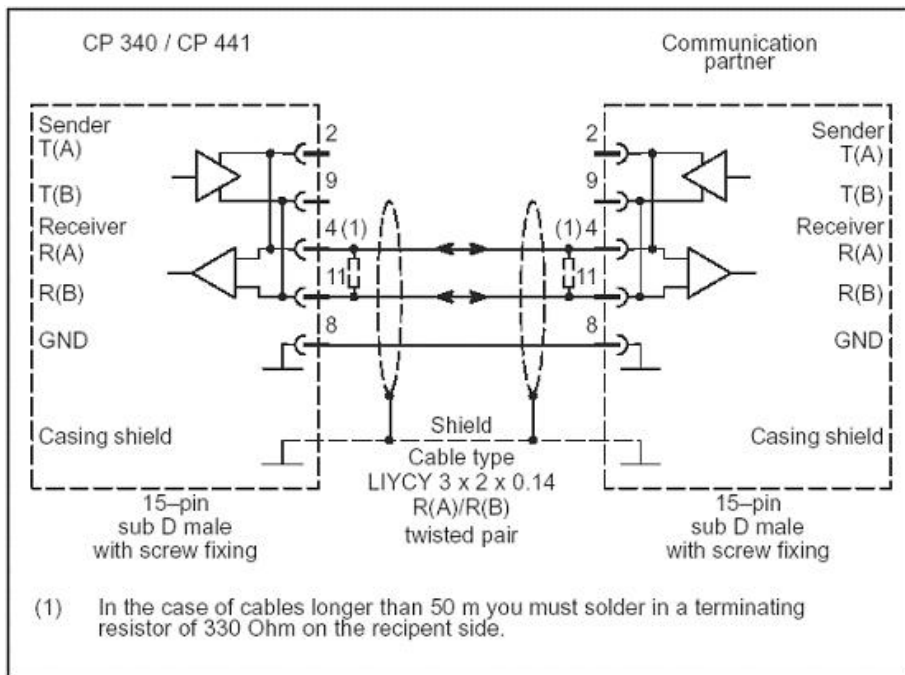 CP 340 / CP 441
Communication
partner
Sender
T(A)
T(B)
Receiver
R(A)
R(B)
GND
Casing shield
2
9
4 (1)
11
8
(1) 4
11
2
9
8
Sender
T(A)
T(B)
Receiver
R(A)
R(B)
GND
Casing shield
Shield
Cable type
LIYCY 3 x 2 x 0.14
R(A)/R(B)
twisted pair
15–pin
sub D male
with screw fixing
15–pin
sub D male
with screw fixing
(1) In the case of cables longer than 50 m you must solder in a terminating
resistor of 330 Ohm on the recipent side.